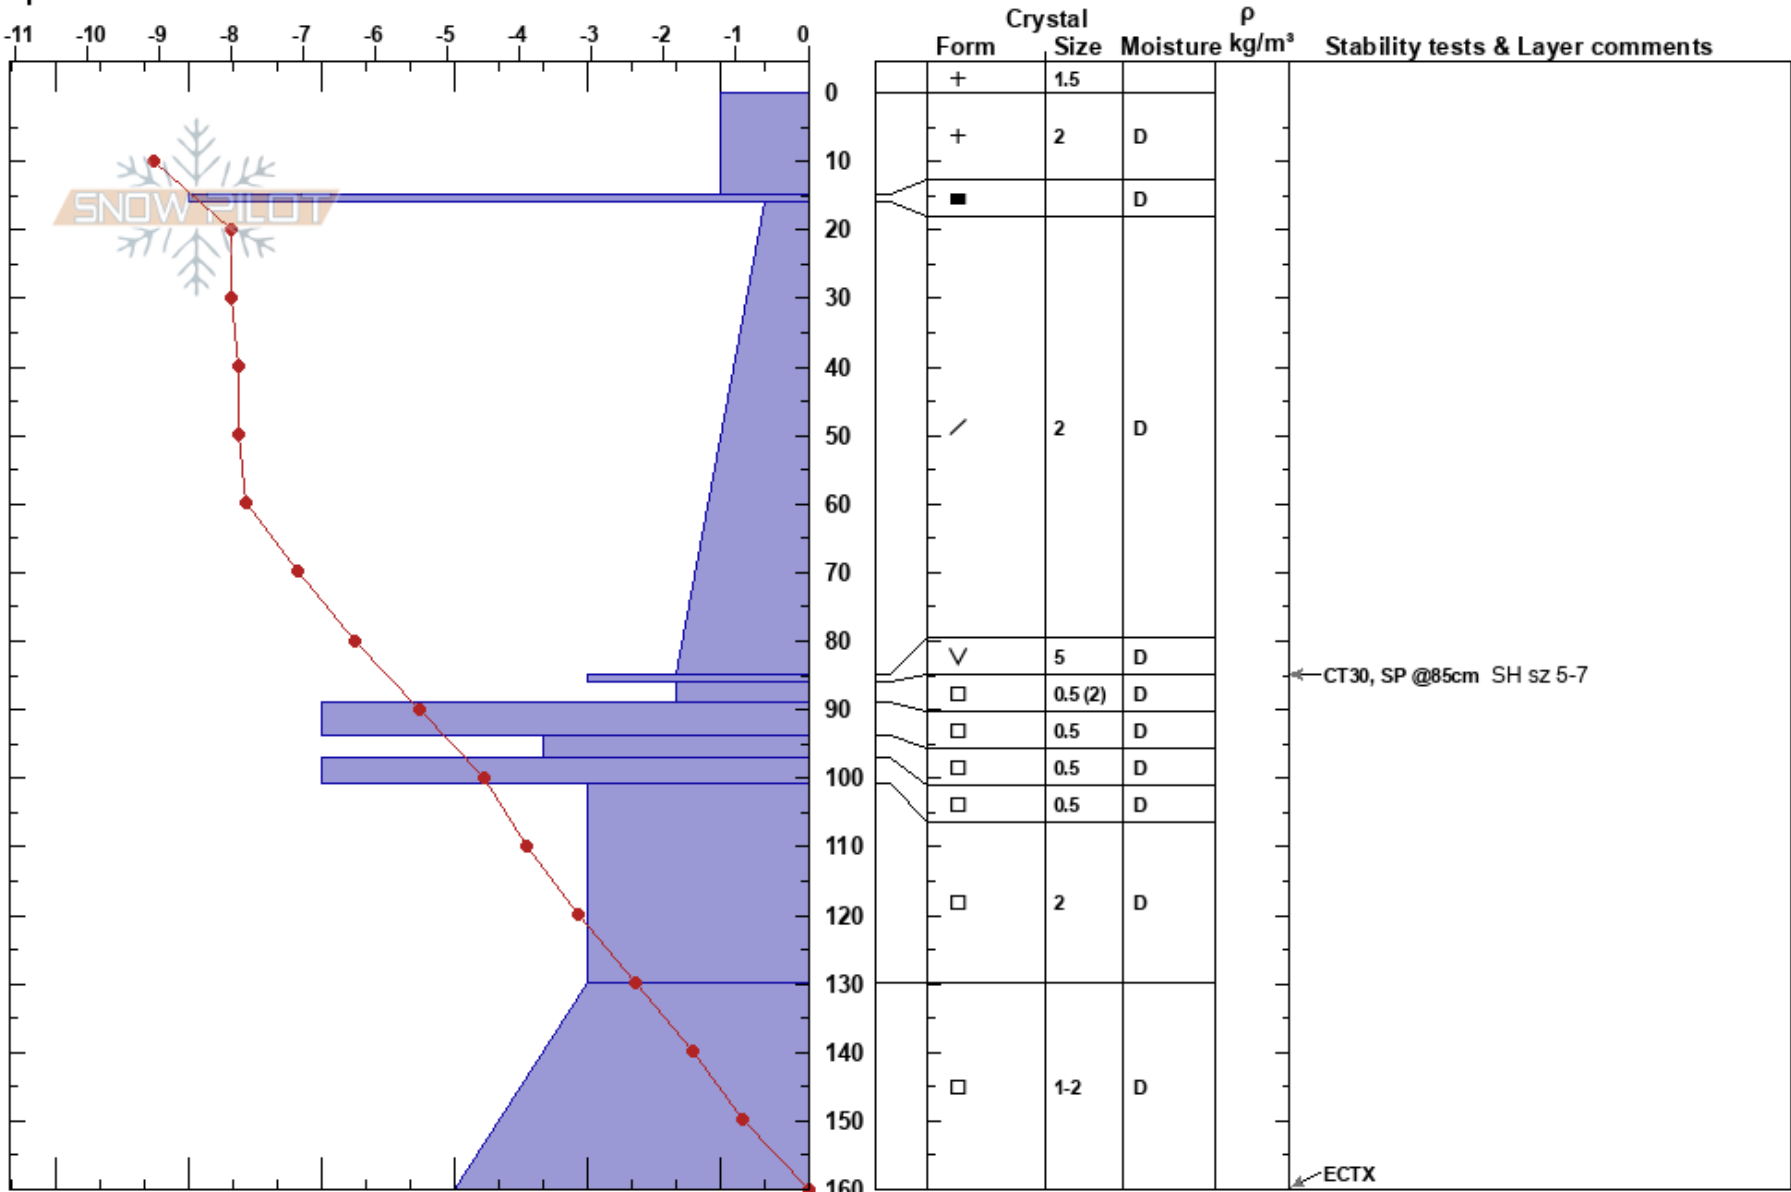 Crystal ρ
-11 -10 -9 -8 -7 -6 -5 -4 -3 -2 -1 0
Form Size Moisture kg/m³ Stability tests & Layer comments
+ 1.5
0
+ 2 D
10
■ D
SNOW PILOT
20
30
40
/ 2 D
50
60
70
80
V 5 D
CT30, SP @85cm SH sz 5-7
□ 0.5 (2) D
90
□ 0.5 D
□ 0.5 D
100
□ 0.5 D
110
□ 2 D
120
130
140
□ 1-2 D
150
ECTX
160